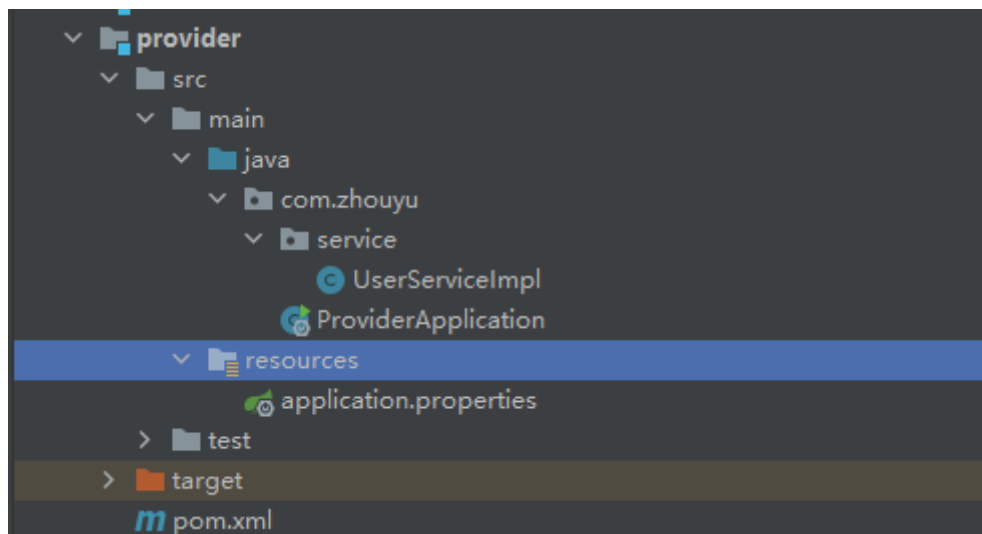 provider
src
main
java
com.zhouyu
service
UserServiceImpl
ProviderApplication
resources
application.properties
test
target
pom.xml